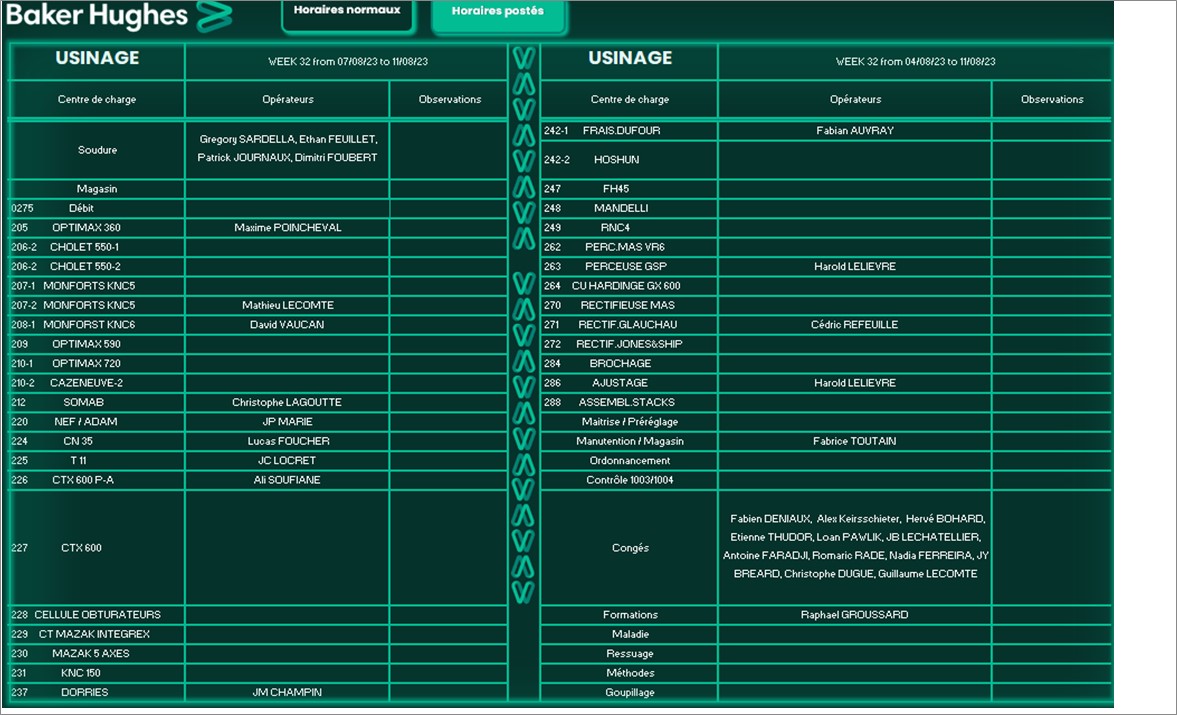 Baker Hughes
Horaires normaux
Horaires postés
USINAGE WEEK 32 from 07/08/23 to 11/08/23
Centre de charge Opérateurs Observations
Soudure Gregory SARDELLA, Ethan FEUILLET,
Patrick JOURNAUX, Dimitri FOUBERT
Magasin
0275 Débit
205 OPTIMAX 360 Maxime POINCHEVAL
206-2 CHOLET 550-1
206-2 CHOLET 550-2
207-1 MONFORTS KNC5
207-2 MONFORTS KNC5 Mathieu LECOMTE
208-1 MONFORST KNC6 David VAUCAN
209 OPTIMAX 590
210-1 OPTIMAX 720
210-2 CAZENEUVE-2
212 SOMAB Christophe LAGOUTTE
220 NEF / ADAM JP MARIE
224 CN 35 Lucas FOUCHER
225 T 11 JC LOCRET
226 CTX 600 P-A Ali SOUFIANE
227 CTX 600
228 CELLULE OBTURATEURS
229 CT MAZAK INTEGREX
230 MAZAK 5 AXES
231 KNC 150
237 DORRIES JM CHAMPIN
USINAGE WEEK 32 from 04/08/23 to 11/08/23
Centre de charge Opérateurs Observations
242-1 FRAIS.DUFOUR Fabian AUVRAY
242-2 HOSHUN
247 FH45
248 MANDELLI
249 RNC4
262 PERC.MAS VR6
263 PERCEUSE GSP Harold LELIEVRE
264 CU HARDINGE GX 600
270 RECTIFIEUSE MAS
271 RECTIF.GLAUCHAU Cédric REFEUILLE
272 RECTIF.JONES&SHIP
284 BROCHAGE
286 AJUSTAGE Harold LELIEVRE
288 ASSEMBL.STACKS
Maitrise / Préréglage
Manutention / Magasin Fabrice TOUTAIN
Ordonnancement
Contrôle 1003/1004
Congés Fabien DENIAUX, Alex Keirsschieter, Hervé BOHARD,
Etienne THUDOR, Loan PAWLIK, JB LECHATELLIER,
Antoine FARADJI, Romaric RADE, Nadia FERREIRA, JY
BREARD, Christophe DUGUE, Guillaume LECOMTE
Formations Raphael GROUSSARD
Maladie
Ressuage
Méthodes
Goupillage